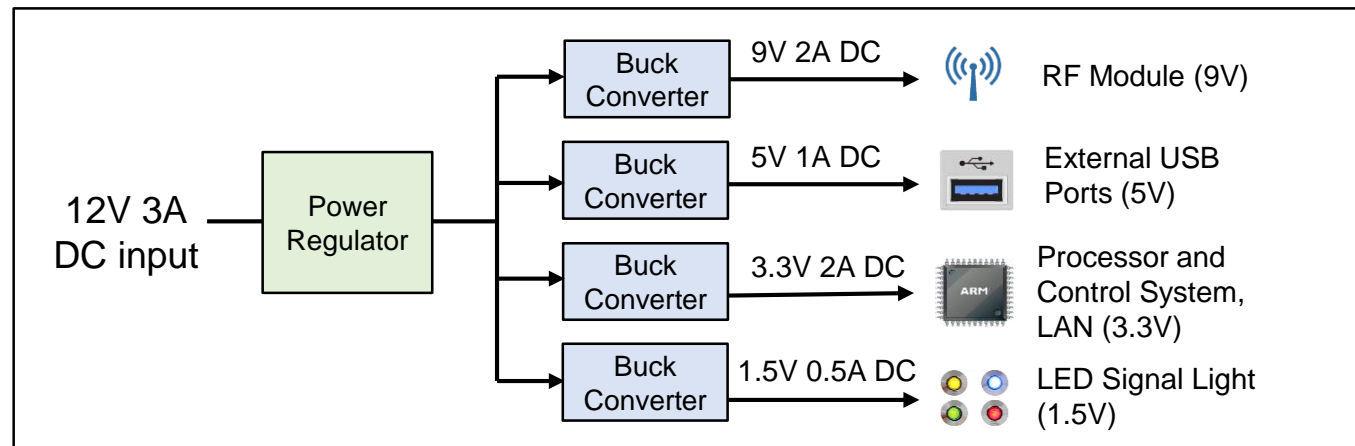 12V 3A
DC input
Power
Regulator
Buck
Converter
9V 2A DC
RF Module (9V)
Buck
Converter
5V 1A DC
External USB
Ports (5V)
Buck
Converter
3.3V 2A DC
ARM
Processor and
Control System,
LAN (3.3V)
Buck
Converter
1.5V 0.5A DC
LED Signal Light
(1.5V)